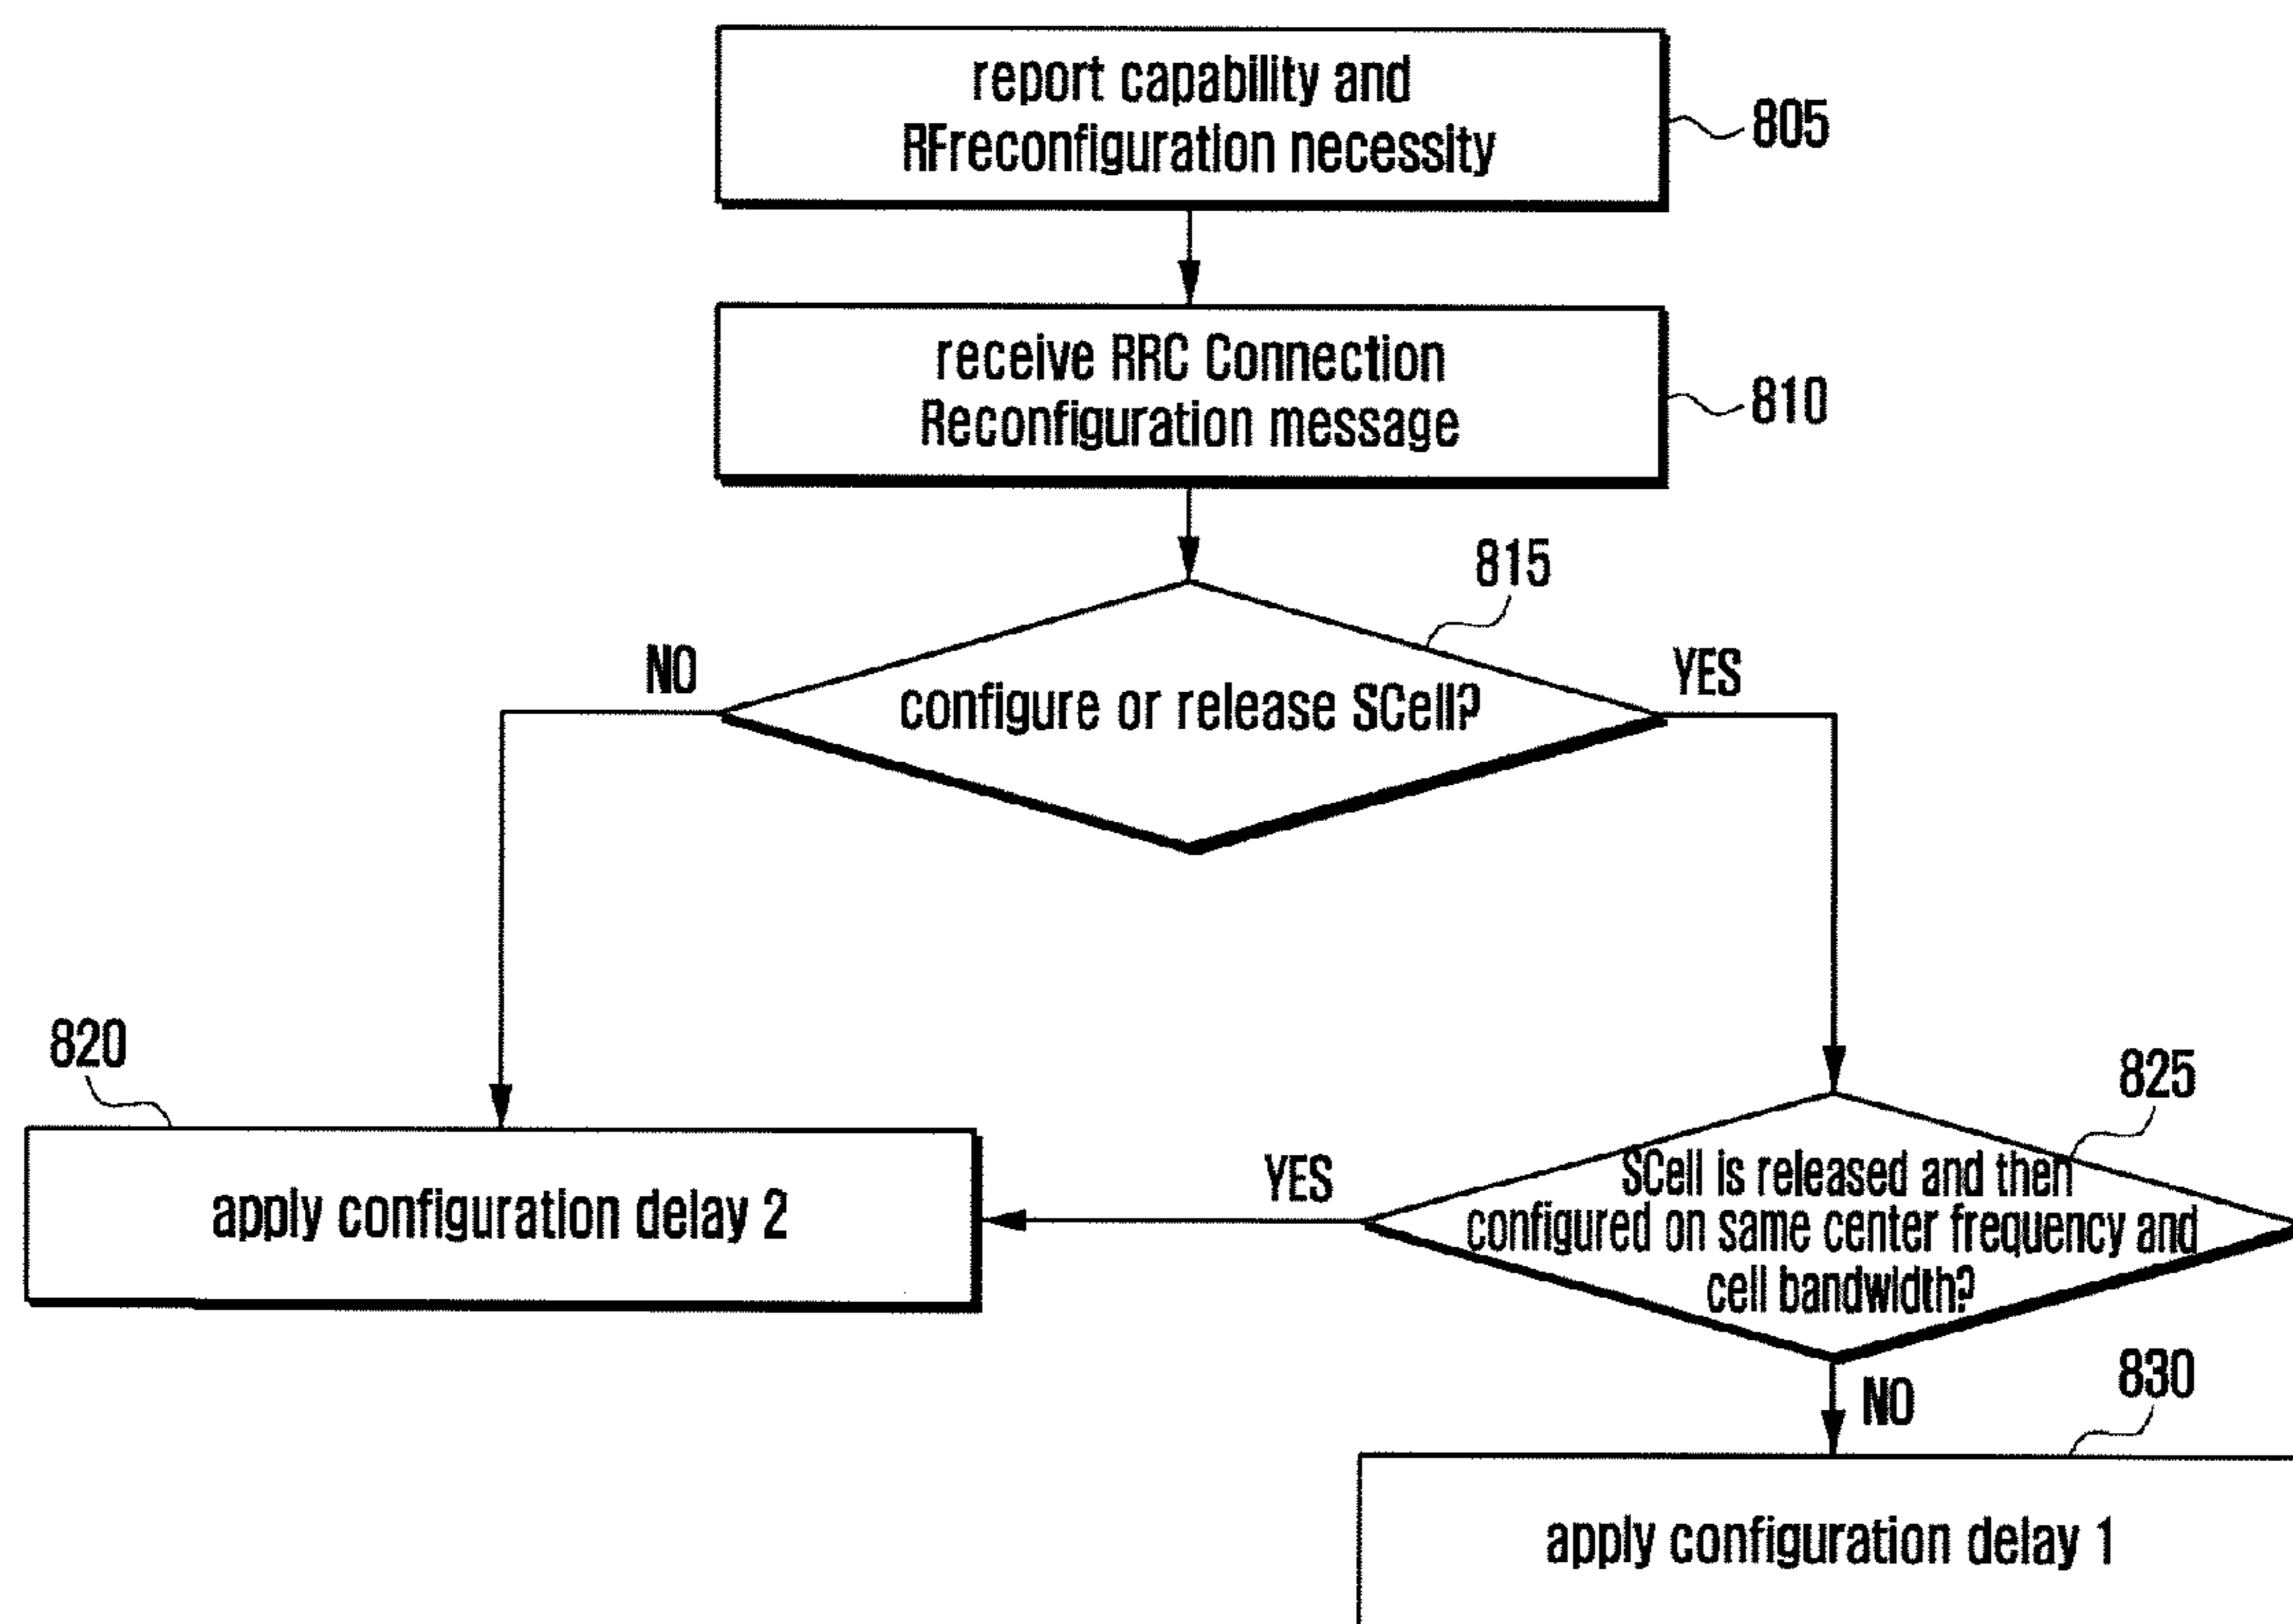 report capability and
RFreconfiguration necessity
805
receive RRC Connection
Reconfiguration message
810
815
NO
YES
configure or release SCell?
820
825
apply configuration delay 2
YES
SCell is released and then
configured on same center frequency and
cell bandwidth?
830
NO
apply configuration delay 1